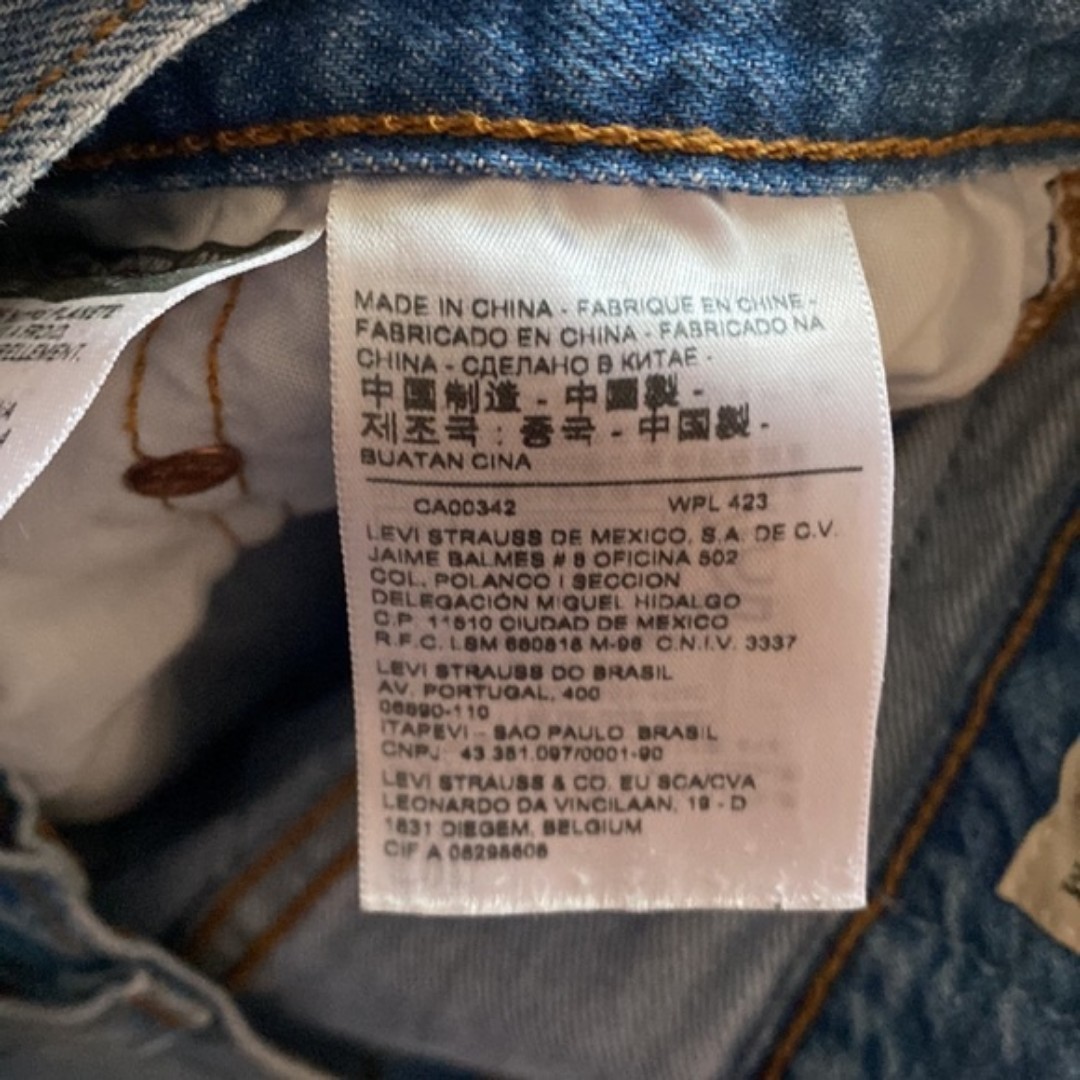 MADE IN CHINA - FABRIQUE EN CHINE -
FABRICADO EN CHINA - FABRICADO NA
CHINA - СДЕЛАНО В КИТАЕ -
中國制造 - 中國製 -
제조국 : 중국 - 中国製 -
BUATAN CINA
CA00342 WPL 423
LEVI STRAUSS DE MEXICO, S.A. DE C.V.
JAIME BALMES # 8 OFICINA 502
COL. POLANCO I SECCION
DELEGACIÓN MIGUEL HIDALGO
C.P. 11510 CIUDAD DE MEXICO
R.F.C. LSM 660816 M-96 C.N.I.V. 3337
LEVI STRAUSS DO BRASIL
AV. PORTUGAL, 400
06690-110
ITAPEVI - SAO PAULO BRASIL
CNPJ: 43.381.097/0001-90
LEVI STRAUSS & CO. EU SCA/CVA
LEONARDO DA VINCILAAN, 19 - D
1831 DIEGEM, BELGIUM
CIF A